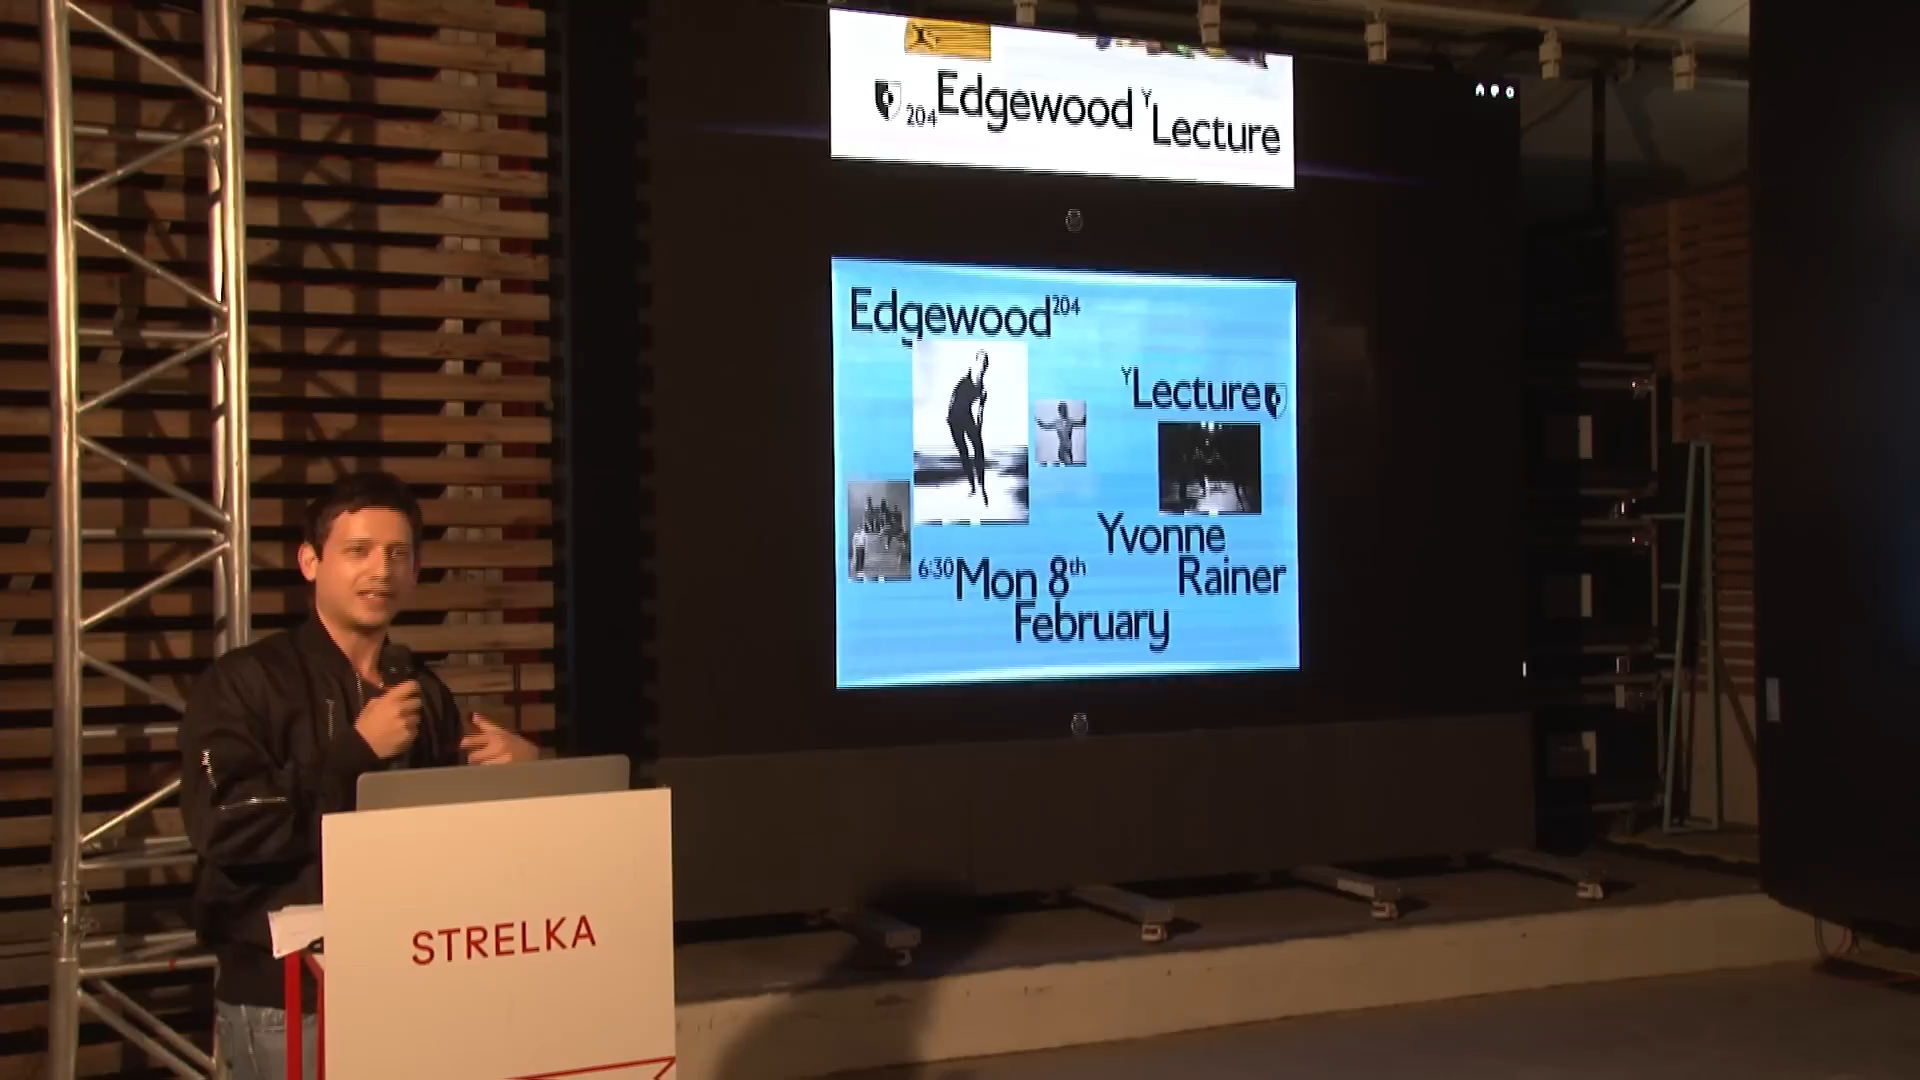 204 Edgewood Y Lecture
Edgewood 204
Y Lecture
Yvonne
Rainer
6:30 Mon 8th
February
STRELKA